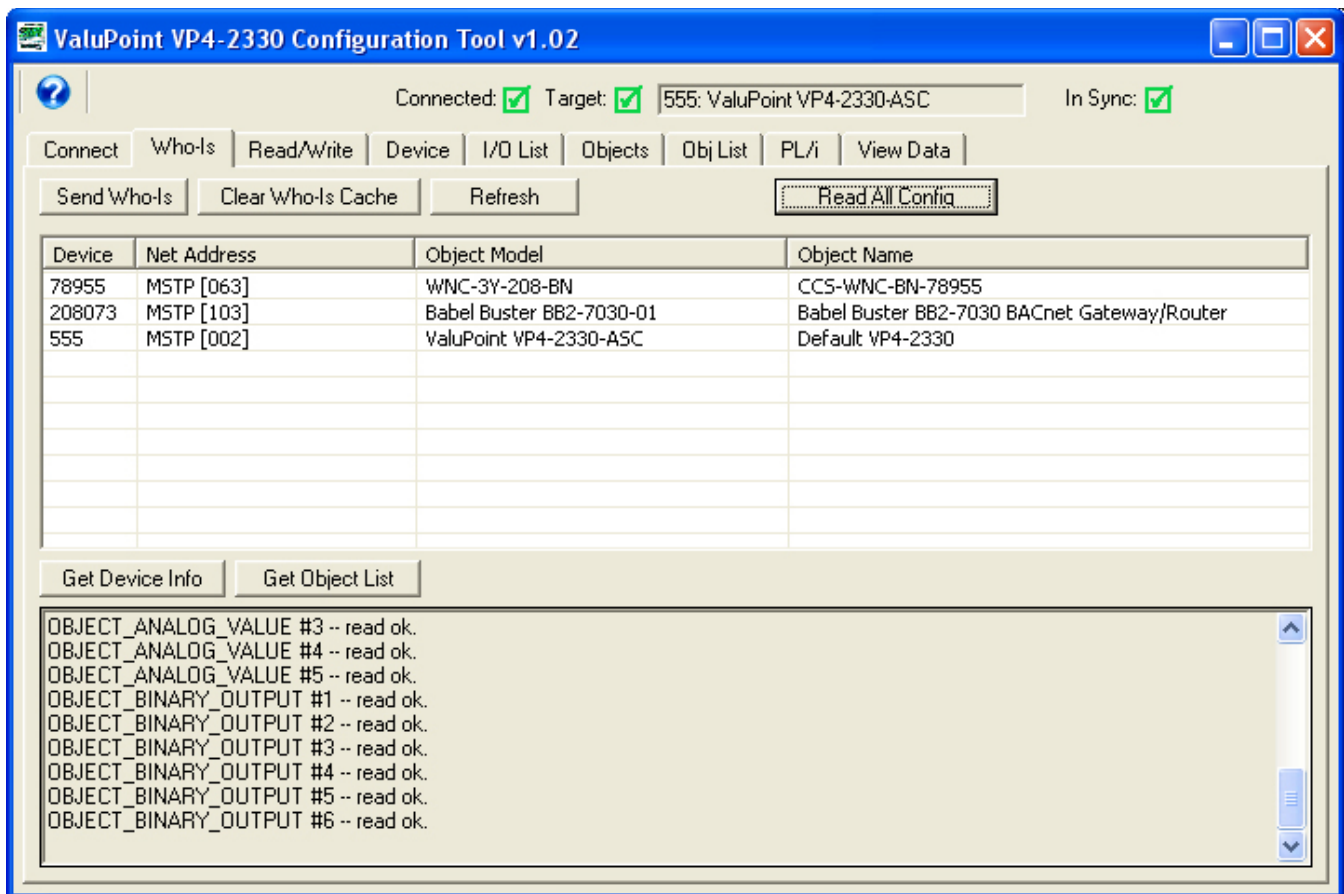 ValuPoint VP4-2330 Configuration Tool v1.02
Connected: Target: 555: ValuPoint VP4-2330-ASC In Sync:
Connect Who-Is Read/Write Device I/O List Objects Obj List PL/i View Data
Send Who-Is Clear Who-Is Cache Refresh Read All Config
Device Net Address Object Model Object Name
78955 MSTP [063] WNC-3Y-208-BN CCS-WNC-BN-78955
208073 MSTP [103] Babel Buster BB2-7030-01 Babel Buster BB2-7030 BACnet Gateway/Router
555 MSTP [002] ValuPoint VP4-2330-ASC Default VP4-2330
Get Device Info Get Object List
OBJECT_ANALOG_VALUE #3 -- read ok.
OBJECT_ANALOG_VALUE #4 -- read ok.
OBJECT_ANALOG_VALUE #5 -- read ok.
OBJECT_BINARY_OUTPUT #1 -- read ok.
OBJECT_BINARY_OUTPUT #2 -- read ok.
OBJECT_BINARY_OUTPUT #3 -- read ok.
OBJECT_BINARY_OUTPUT #4 -- read ok.
OBJECT_BINARY_OUTPUT #5 -- read ok.
OBJECT_BINARY_OUTPUT #6 -- read ok.